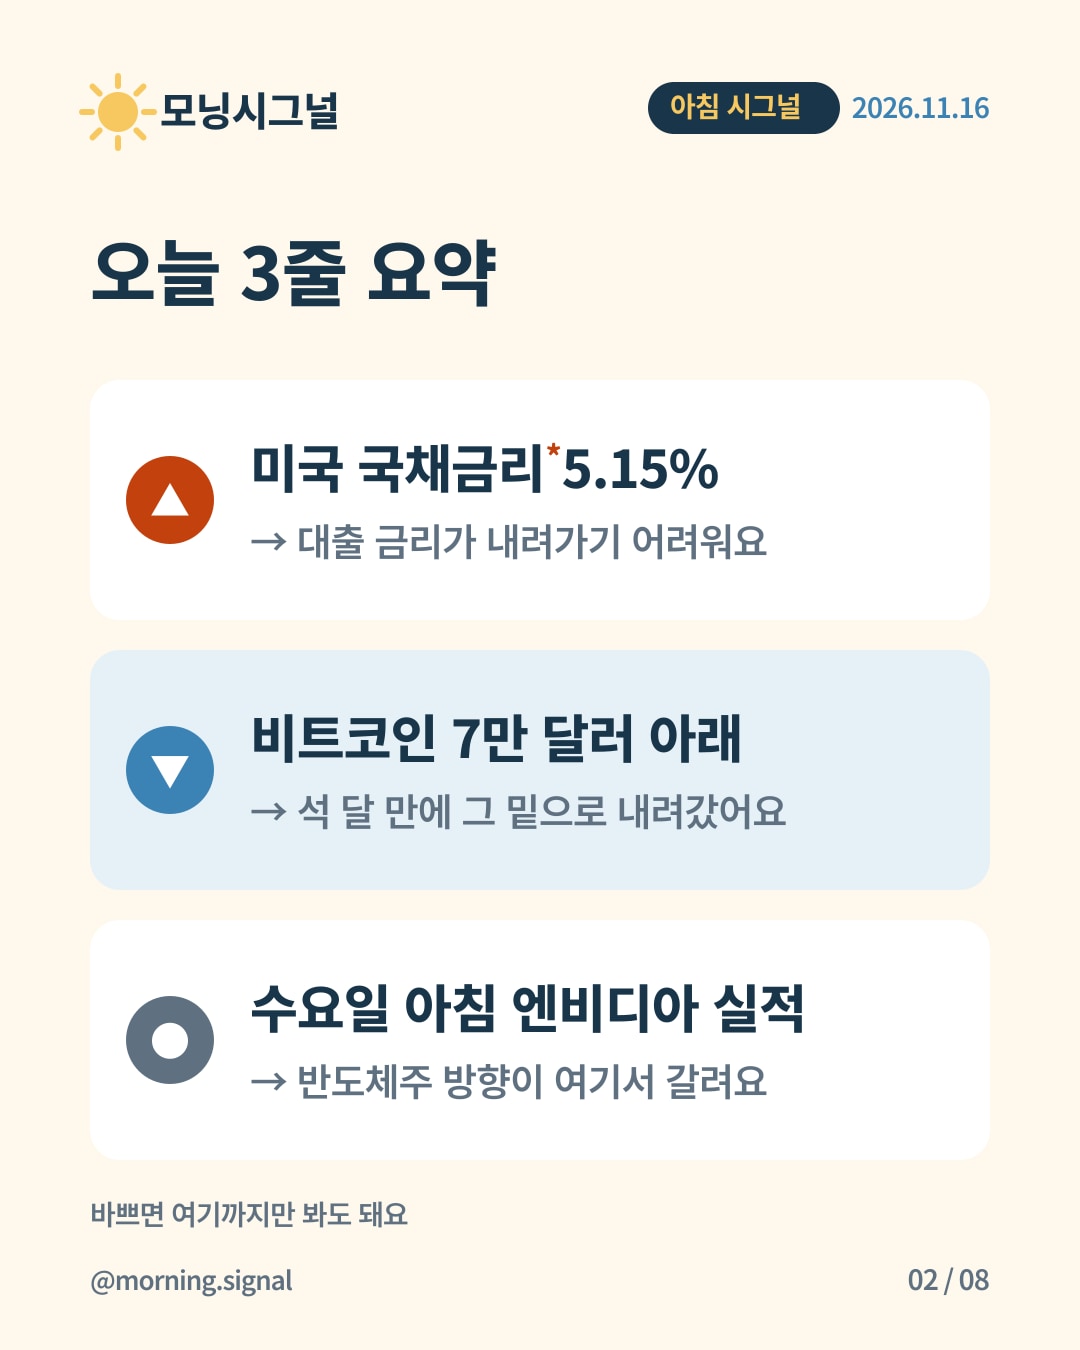 모닝시그널
아침 시그널 2026.11.16
오늘 3줄 요약
미국 국채금리*5.15%
→ 대출 금리가 내려가기 어려워요
비트코인 7만 달러 아래
→ 석 달 만에 그 밑으로 내려갔어요
수요일 아침 엔비디아 실적
→ 반도체주 방향이 여기서 갈려요
바쁘면 여기까지만 봐도 돼요
@morning.signal
02 / 08